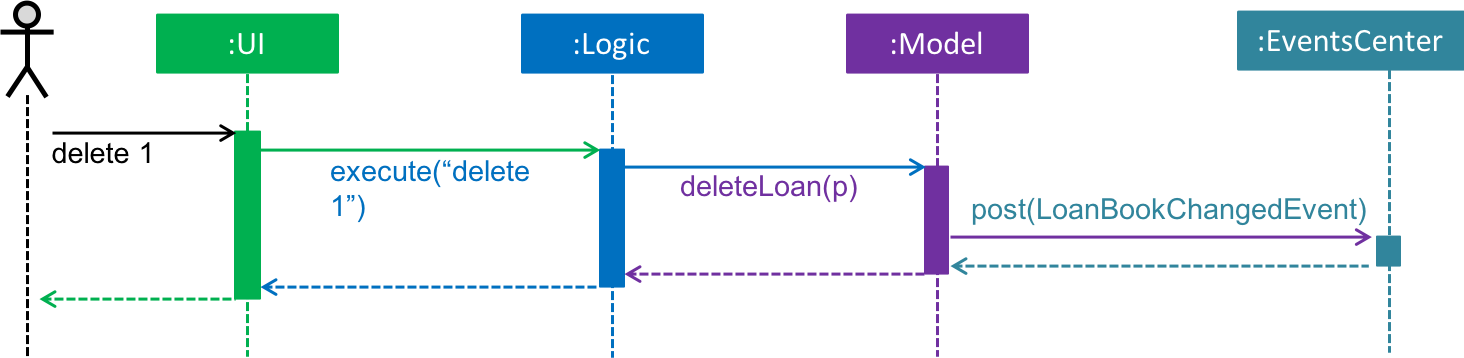 :UI
:Logic
:Model
:EventsCenter
delete 1
execute(“delete
1”)
deleteLoan(p)
post(LoanBookChangedEvent)